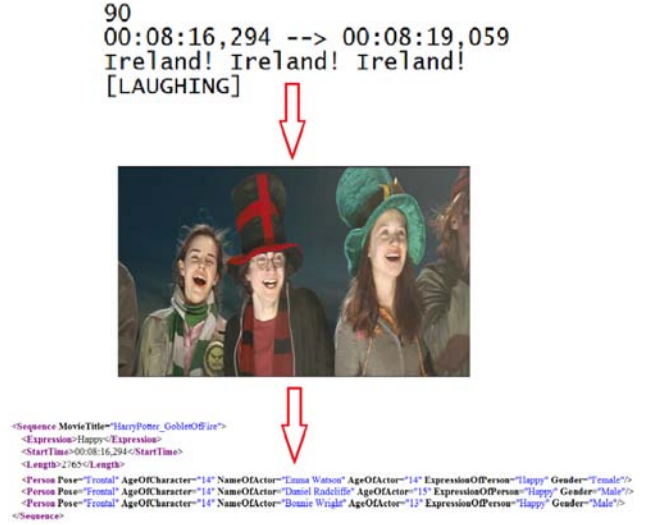 90
00:08:16,294 --> 00:08:19,059
Ireland! Ireland! Ireland!
[LAUGHING]
<Sequence MovieTitle="HarryPotter_GobletOfFire">
<Expression>Happy</Expression>
<StartTime>00:08:16,294</StartTime>
<Length>2765</Length>
<Person Pose="Frontal" AgeOfCharacter="14" NameOfActor="Emma Watson" AgeOfActor="14" ExpressionOfPerson="Happy" Gender="Female"/>
<Person Pose="Frontal" AgeOfCharacter="14" NameOfActor="Daniel Radcliffe" AgeOfActor="15" ExpressionOfPerson="Happy" Gender="Male"/>
<Person Pose="Frontal" AgeOfCharacter="14" NameOfActor="Bonnie Wright" AgeOfActor="13" ExpressionOfPerson="Happy" Gender="Male"/>
</Sequence>